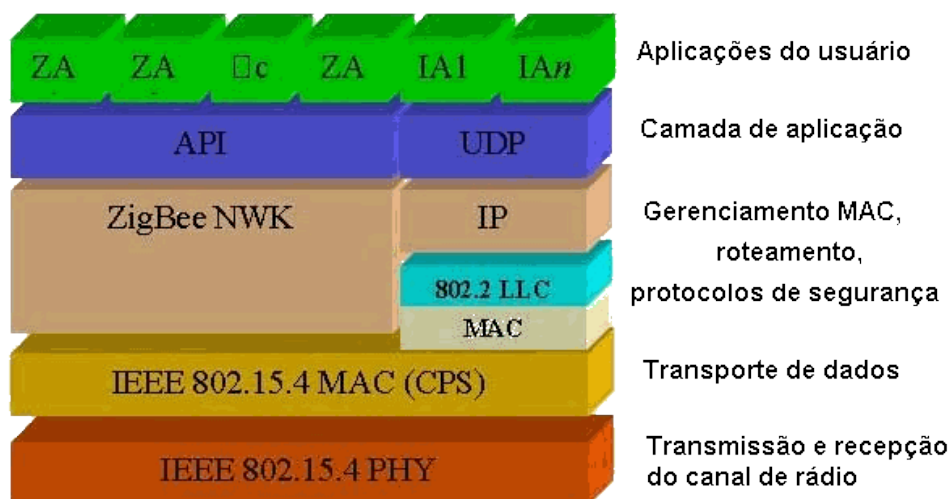 ZA ZA c ZA IA1 IAn
Aplicações do usuário
API UDP
Camada de aplicação
ZigBee NWK IP
802.2 LLC
MAC
Gerenciamento MAC,
roteamento,
protocolos de segurança
IEEE 802.15.4 MAC (CPS)
Transporte de dados
IEEE 802.15.4 PHY
Transmissão e recepção
do canal de rádio